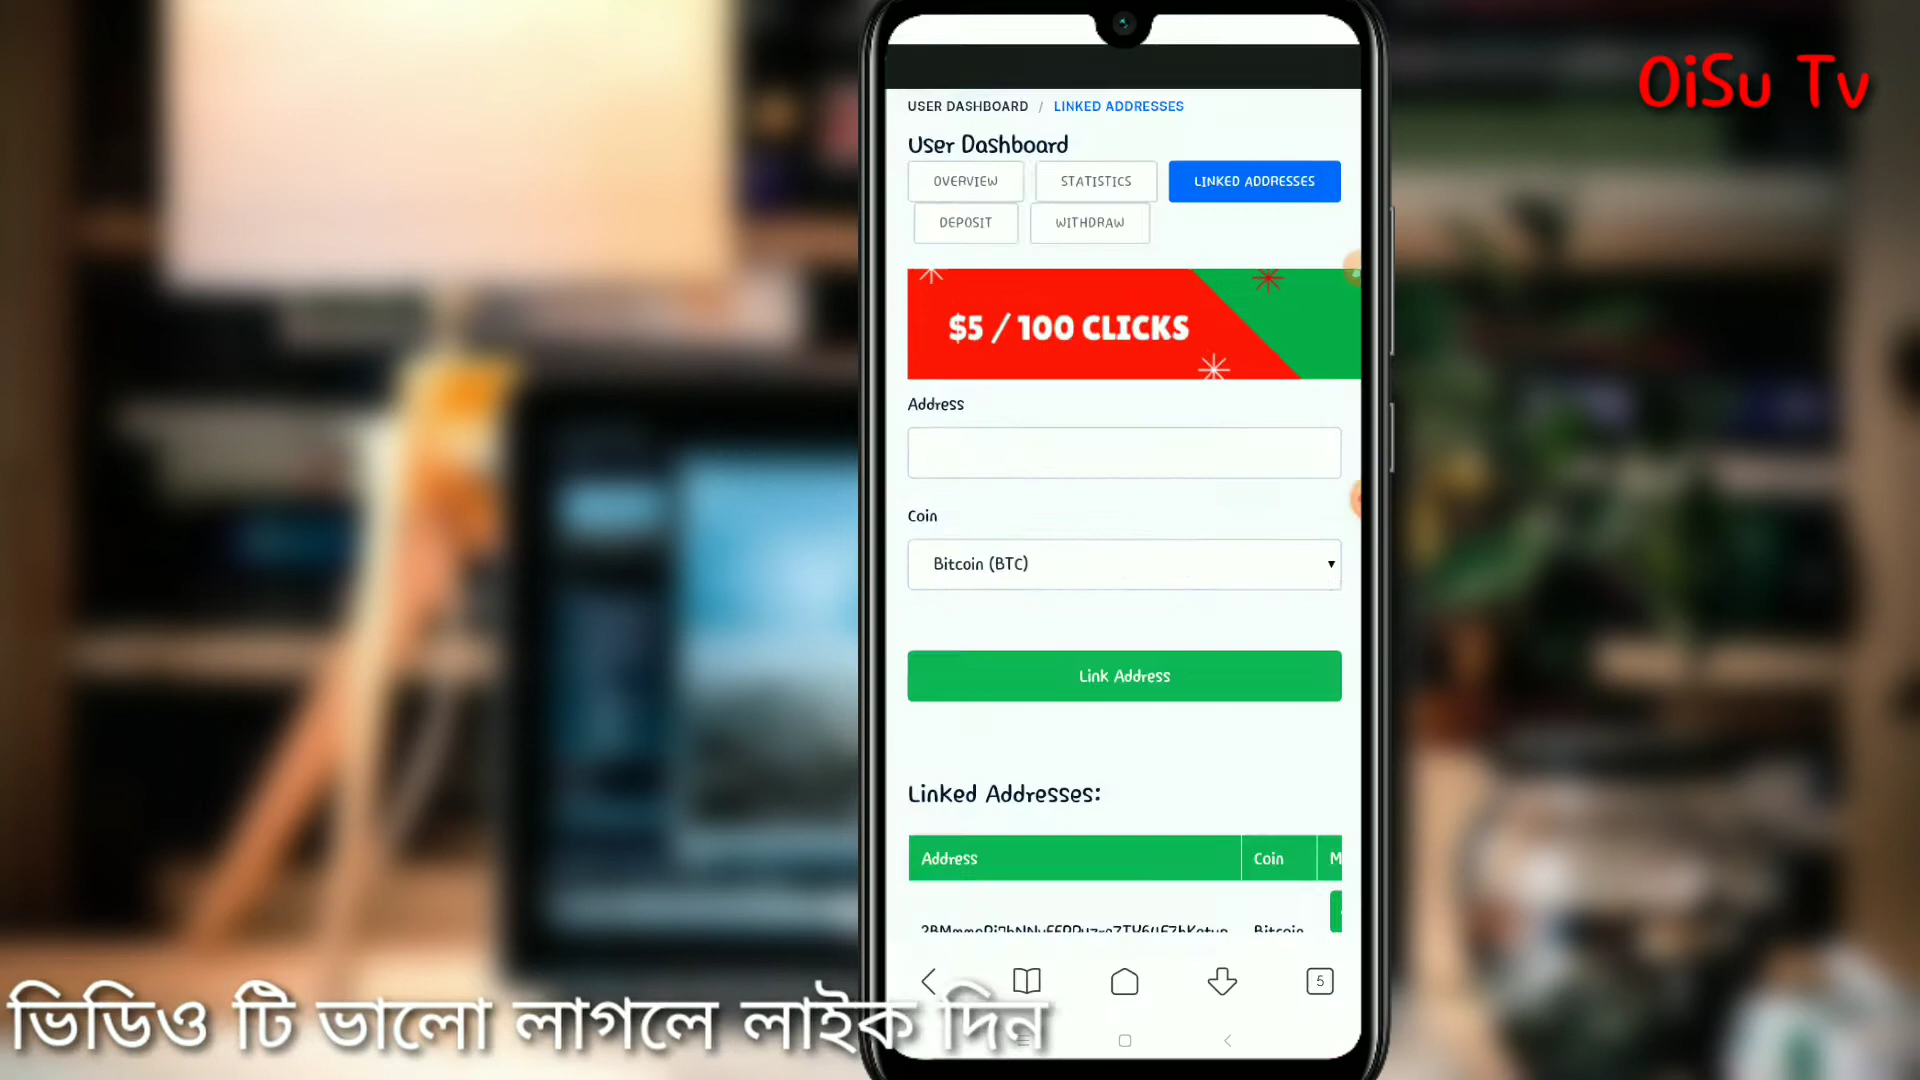 OiSu Tv
USER DASHBOARD / LINKED ADDRESSES
User Dashboard
OVERVIEW STATISTICS LINKED ADDRESSES
DEPOSIT WITHDRAW
$5 / 100 CLICKS
Address
Coin
Bitcoin (BTC)
Link Address
Linked Addresses:
Address Coin M
Bitcoin
5
ভিডিও টি ভালো লাগলে লাইক দিন